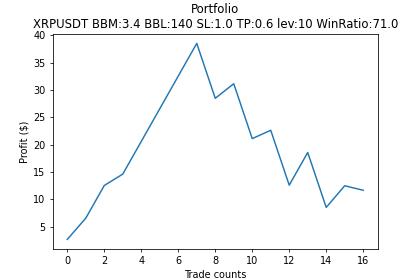 Portfolio
XRPUSDT BBM:3.4 BBL:140 SL:1.0 TP:0.6 lev:10 WinRatio:71.0
40
35
30
25
20
15
10
5
Profit ($)
0 2 4 6 8 10 12 14 16
Trade counts